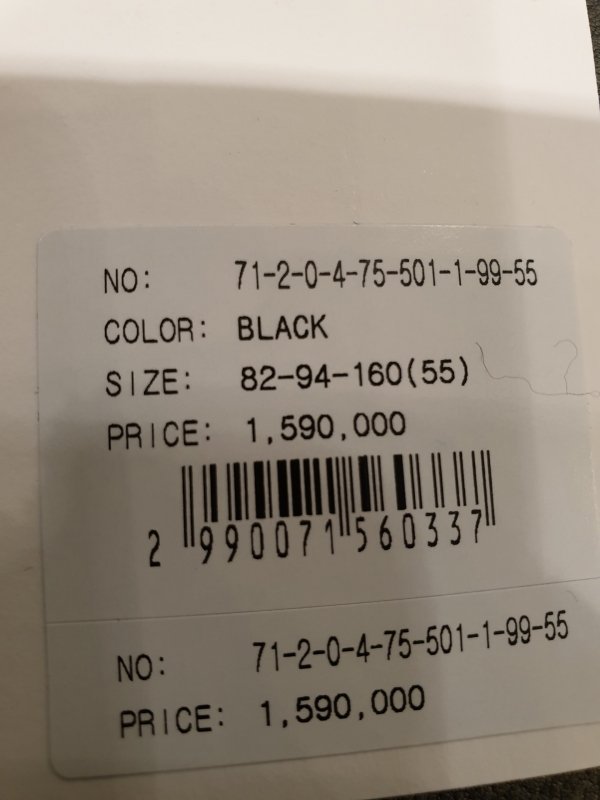 NO: 71-2-0-4-75-501-1-99-55
COLOR: BLACK
SIZE: 82-94-160(55)
PRICE: 1,590,000
2 990071 560337
NO: 71-2-0-4-75-501-1-99-55
PRICE: 1,590,000